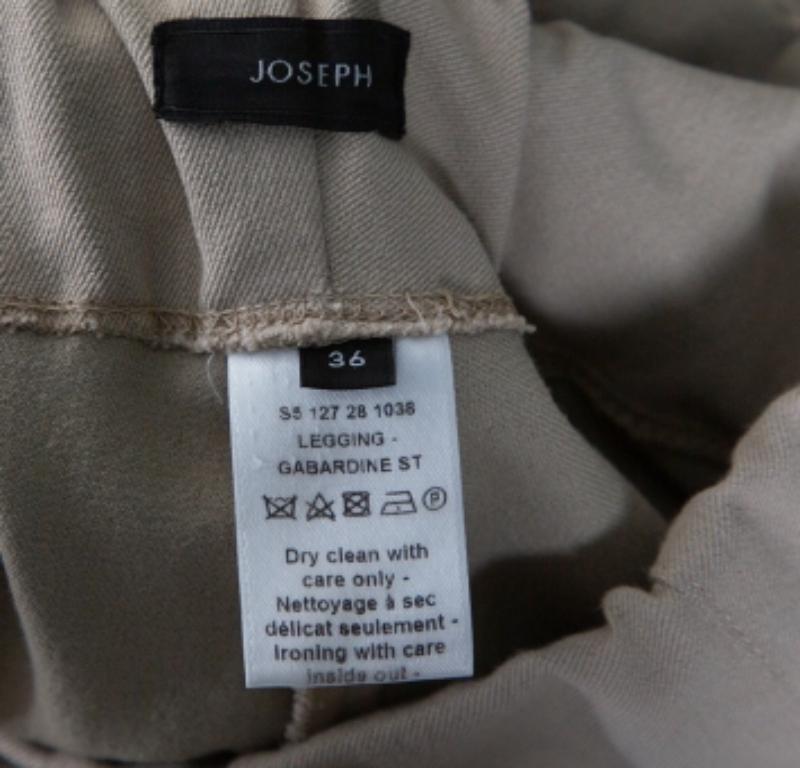 JOSEPH
36
S5 127 28 1038
LEGGING -
GABARDINE ST
P
Dry clean with
care only -
Nettoyage à sec
délicat seulement -
Ironing with care
inside out -